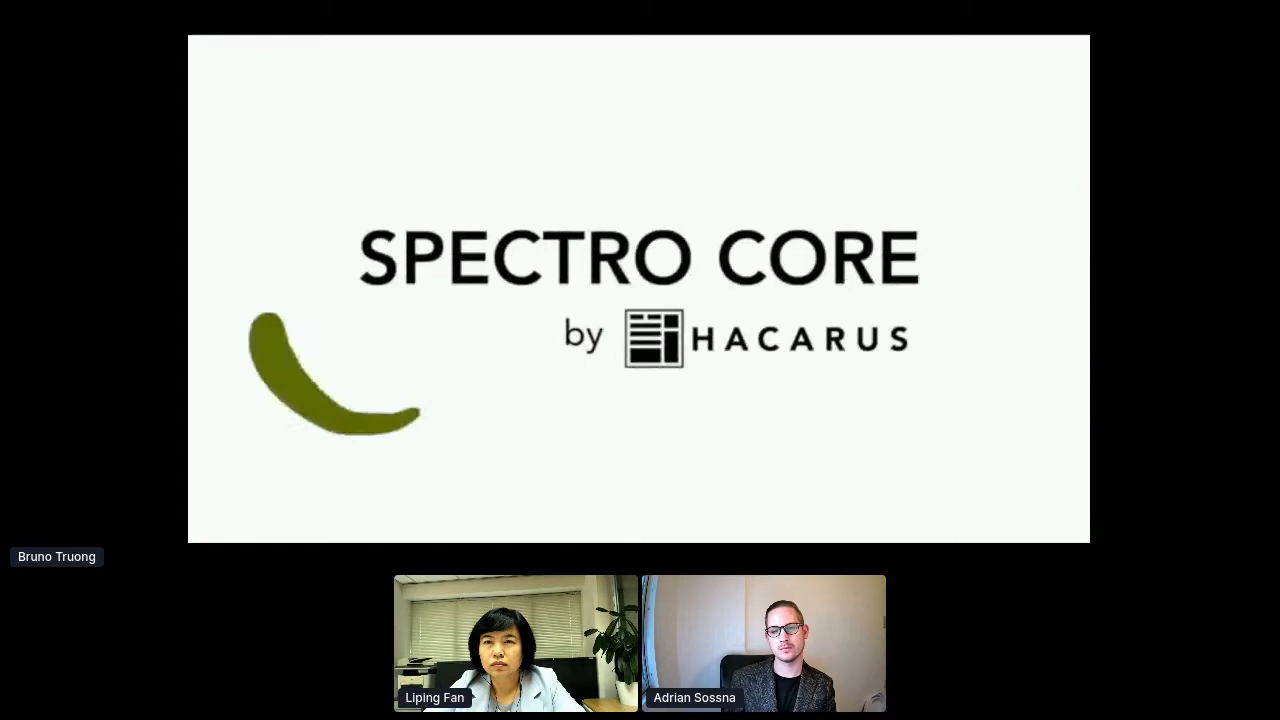 SPECTRO CORE
by HACARUS
Bruno Truong
Liping Fan
Adrian Sossna